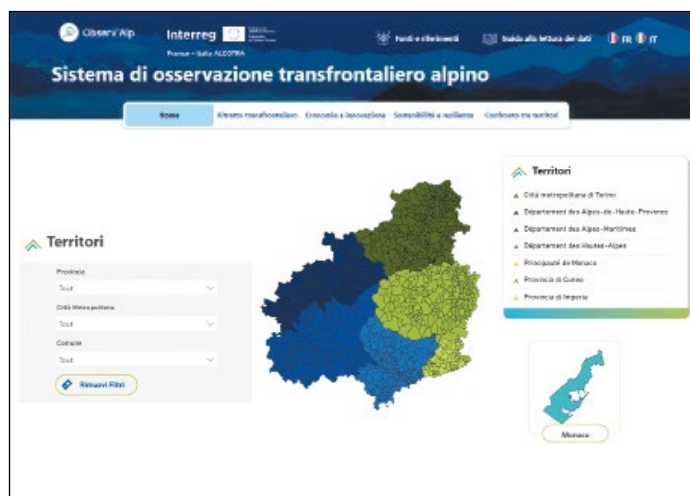 Observ'Alp
Interreg
France – Italia ALCOTRA
Fonti e riferimenti
Guida alla lettura dei dati
FR
IT
Sistema di osservazione transfrontaliero alpino
Home
Ritratto transfrontaliero
Economia e innovazione
Sostenibilità e resilienza
Confronto tra territori
Territori
Provincia
Tout
Città Metropolitana
Tout
Comune
Tout
Rimuovi Filtri
Territori
Città metropolitana di Torino
Département des Alpes-de-Haute-Provence
Département des Alpes-Maritimes
Département des Hautes-Alpes
Principauté de Monaco
Provincia di Cuneo
Provincia di Imperia
Monaco